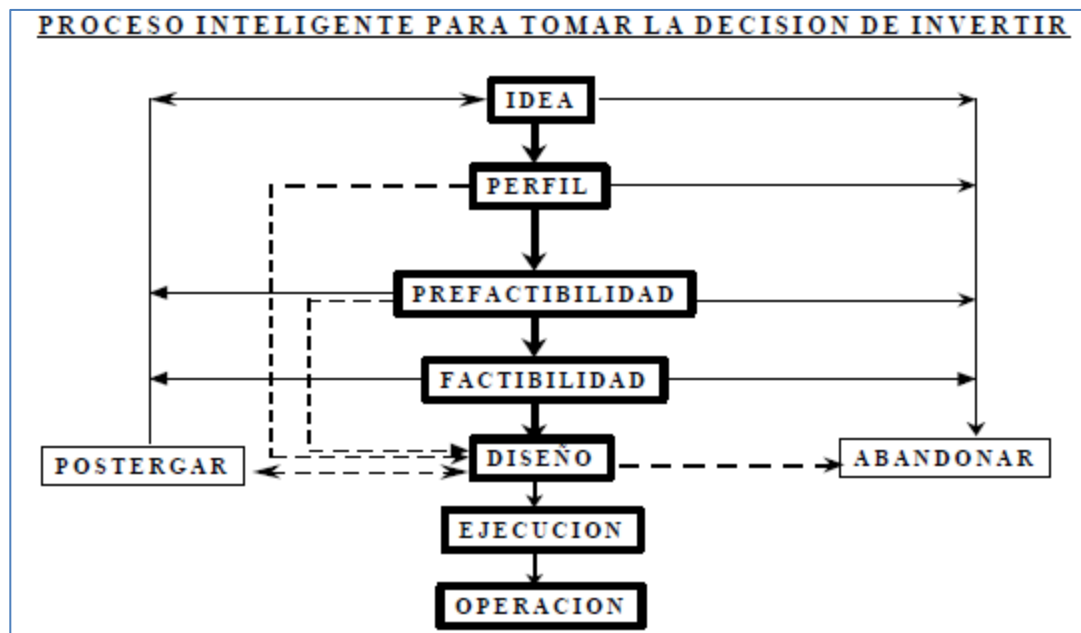 PROCESO INTELIGENTE PARA TOMAR LA DECISION DE INVERTIR
IDEA
PERFIL
PREFACTIBILIDAD
FACTIBILIDAD
POSTERGAR
DISEÑO
ABANDONAR
EJECUCION
OPERACION